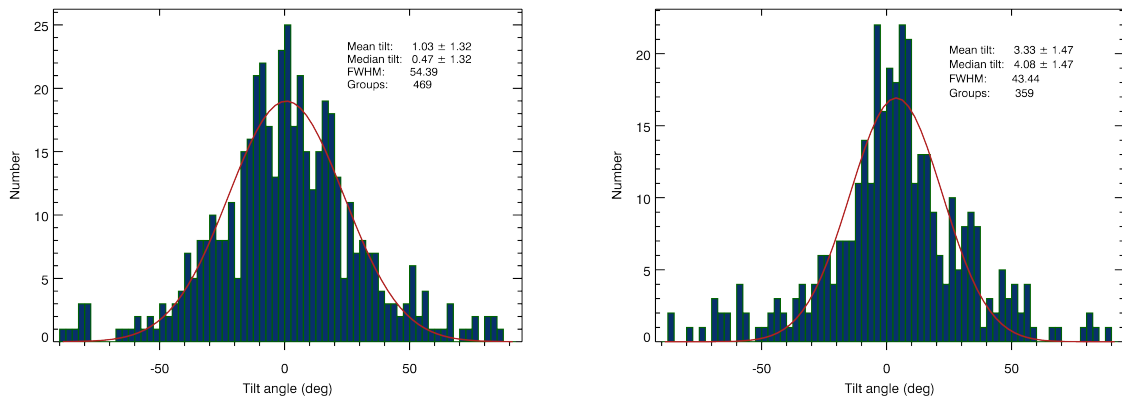 25
20
15
10
5
0
Number
Mean tilt: 1.03 ± 1.32
Median tilt: 0.47 ± 1.32
FWHM: 54.39
Groups: 469
-50 0 50
Tilt angle (deg)
20
15
10
5
0
Number
Mean tilt: 3.33 ± 1.47
Median tilt: 4.08 ± 1.47
FWHM: 43.44
Groups: 359
-50 0 50
Tilt angle (deg)